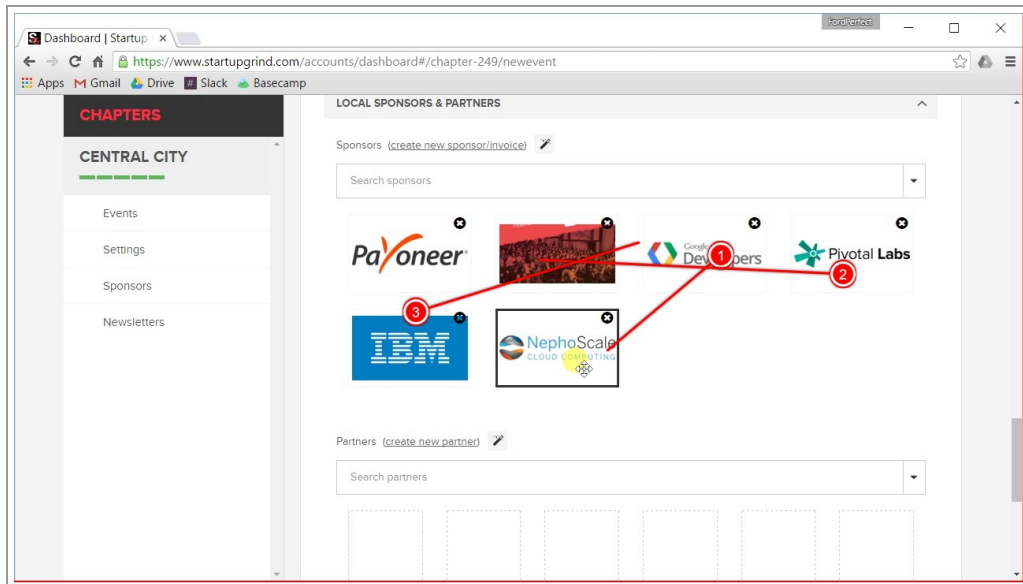 FordPerfect
Dashboard | Startup
https://www.startupgrind.com/accounts/dashboard#/chapter-249/newevent
Apps Gmail Drive Slack Basecamp
CHAPTERS
LOCAL SPONSORS & PARTNERS
CENTRAL CITY
Sponsors (create new sponsor/invoice)
Search sponsors
Events
Settings
Sponsors
Newsletters
Payoneer
Google
Developers
Pivotal Labs
1
2
3
IBM
NephoScale
CLOUD COMPUTING
Partners (create new partner)
Search partners